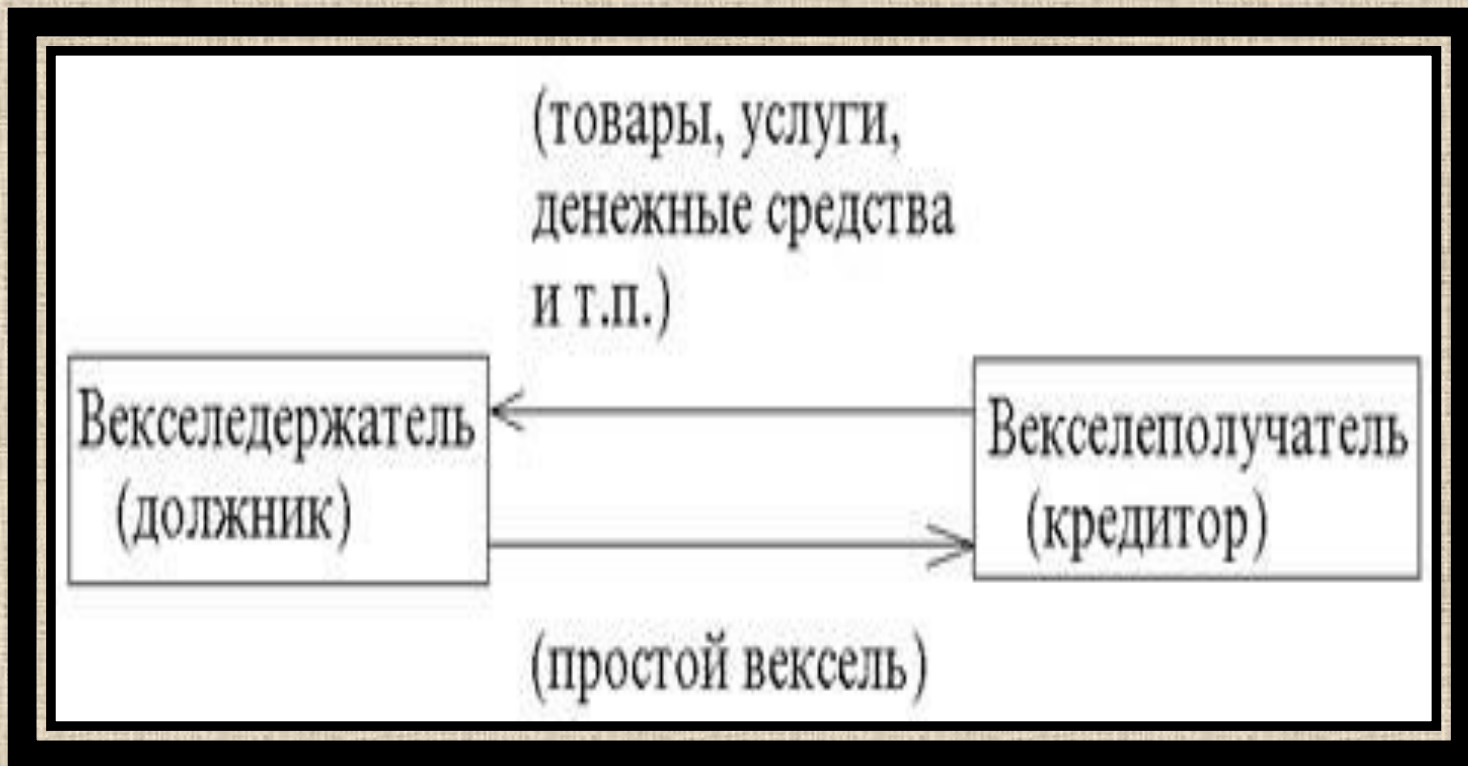 (товары, услуги,
денежные средства
и т.п.)
Векселедержатель
(должник)
Векселеполучатель
(кредитор)
(простой вексель)